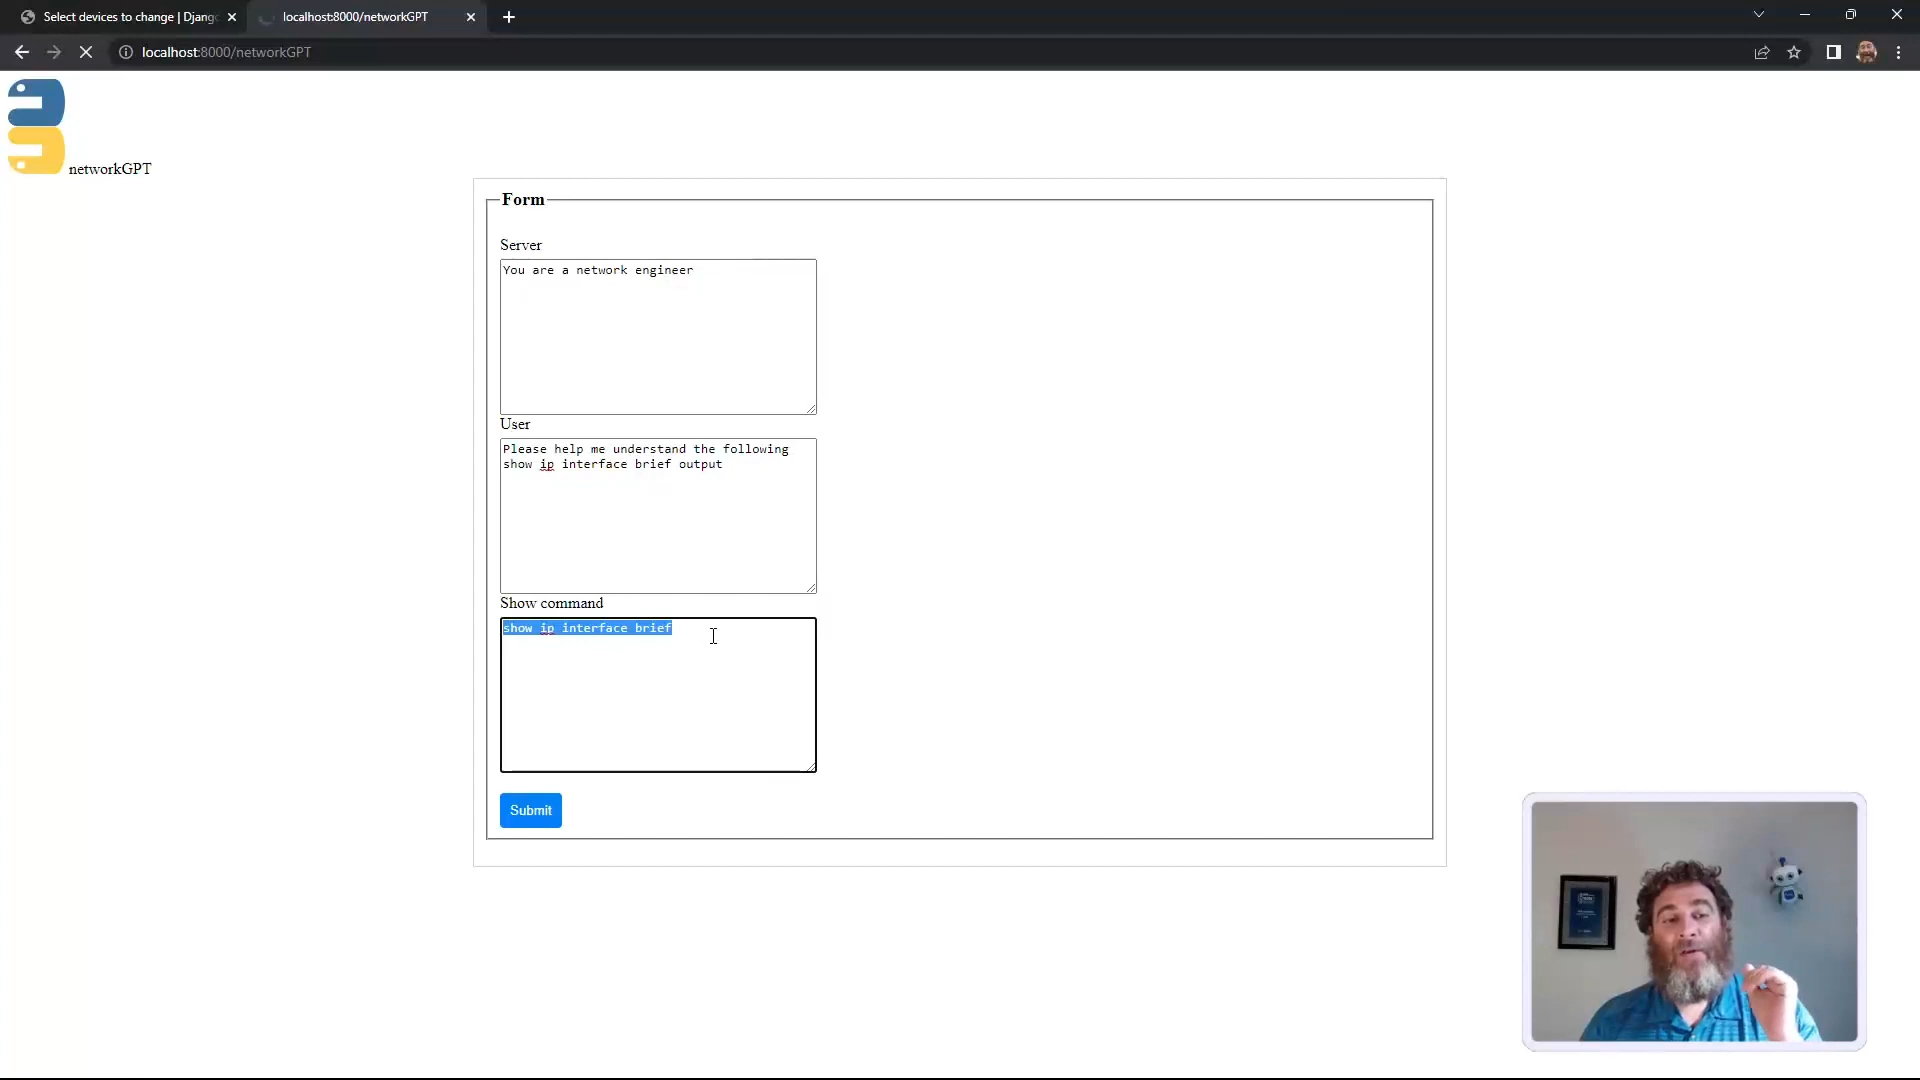 Select devices to change | Djang
localhost:8000/networkGPT
localhost:8000/networkGPT
networkGPT
Form
Server
You are a network engineer
User
Please help me understand the following
show ip interface brief output
Show command
show ip interface brief
Submit